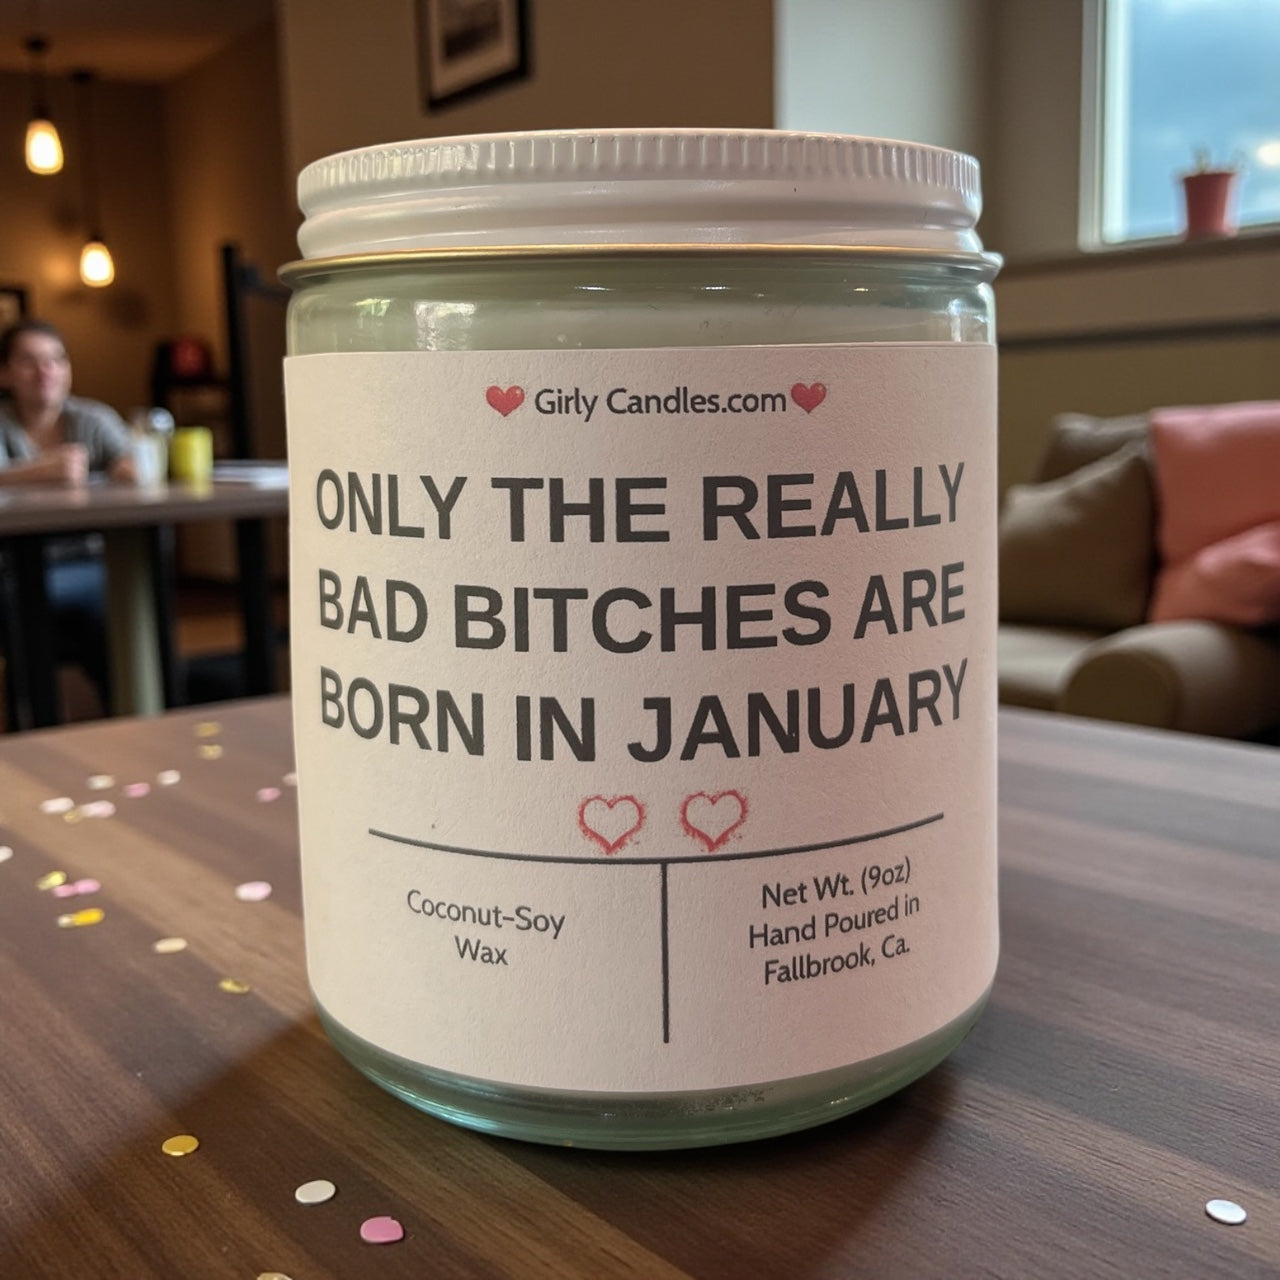 Girly Candles.com
ONLY THE REALLY
BAD BITCHES ARE
BORN IN JANUARY
Coconut-Soy
Wax
Net Wt. (9oz)
Hand Poured in
Fallbrook, Ca.